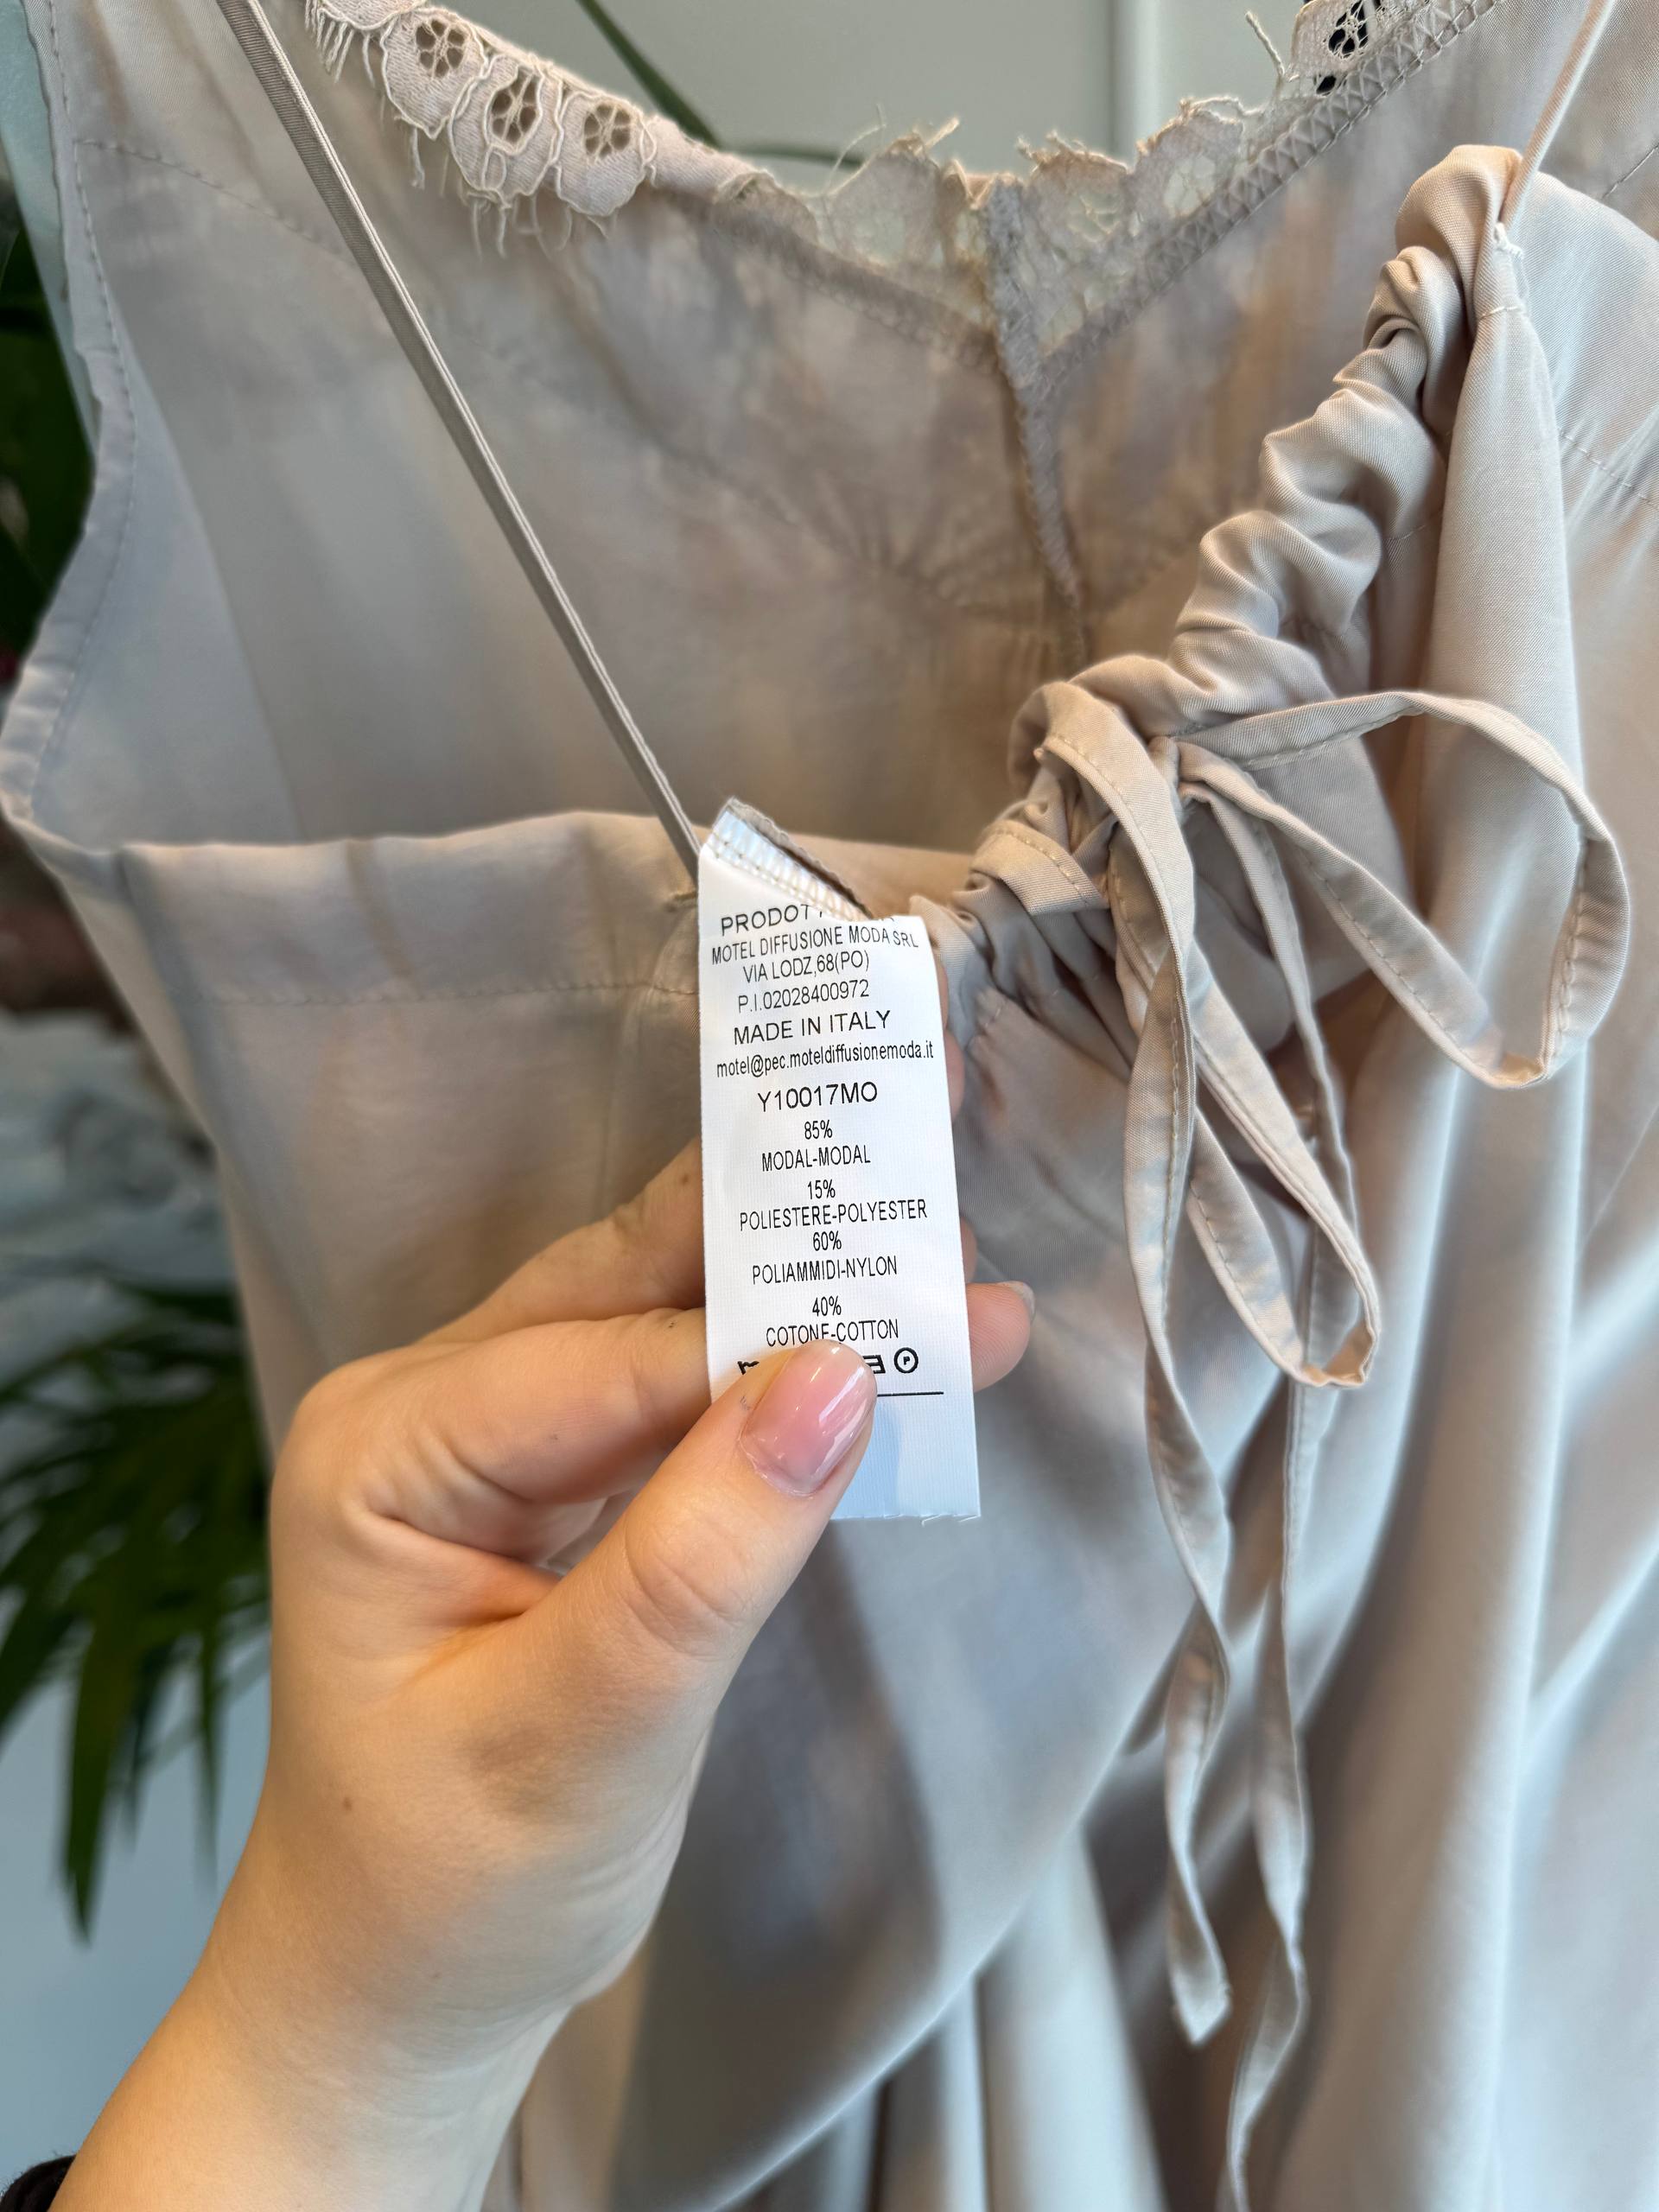 MOTEL DIFFUSIONE MODA SRL
VIA LODZ,68(PO)
P.I.02028400972
MADE IN ITALY
motel@pec.moteldiffusionemoda.it
Y10017MO
85%
MODAL-MODAL
15%
POLIESTERE-POLYESTER
60%
POLIAMMIDI-NYLON
40%
COTONE-COTTON